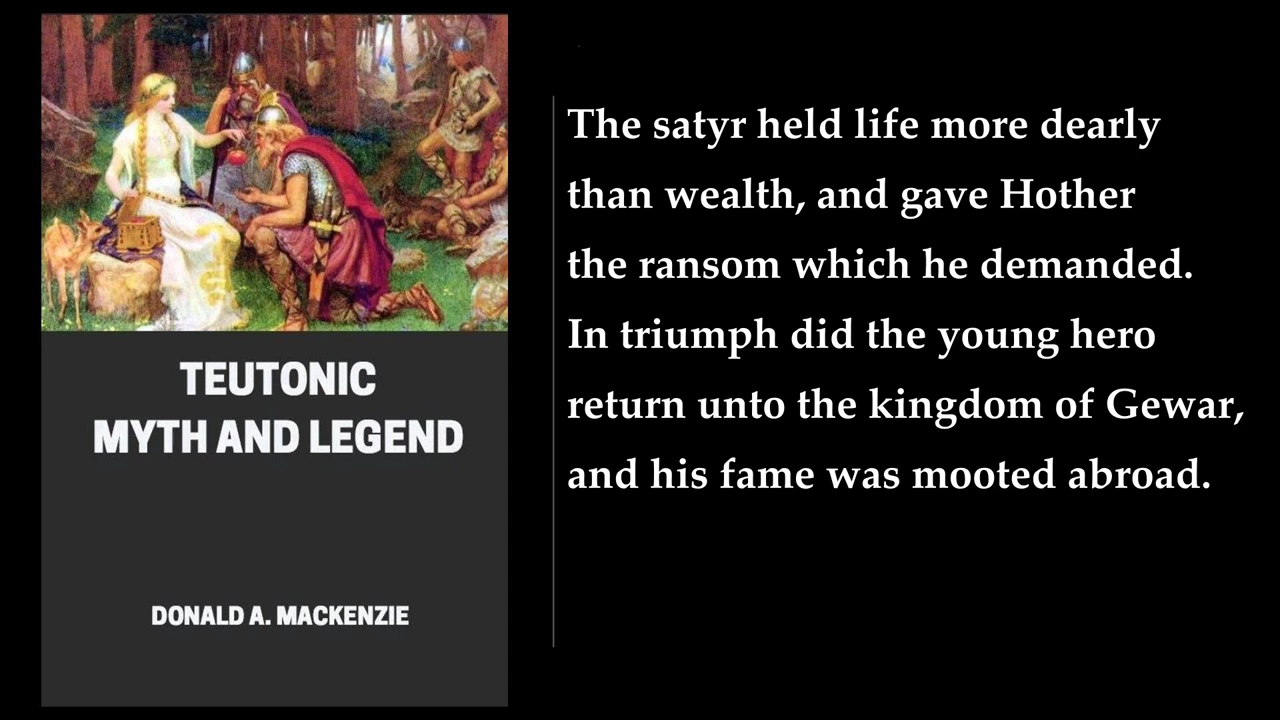 TEUTONIC
MYTH AND LEGEND
DONALD A. MACKENZIE
The satyr held life more dearly
than wealth, and gave Hother
the ransom which he demanded.
In triumph did the young hero
return unto the kingdom of Gewar,
and his fame was mooted abroad.